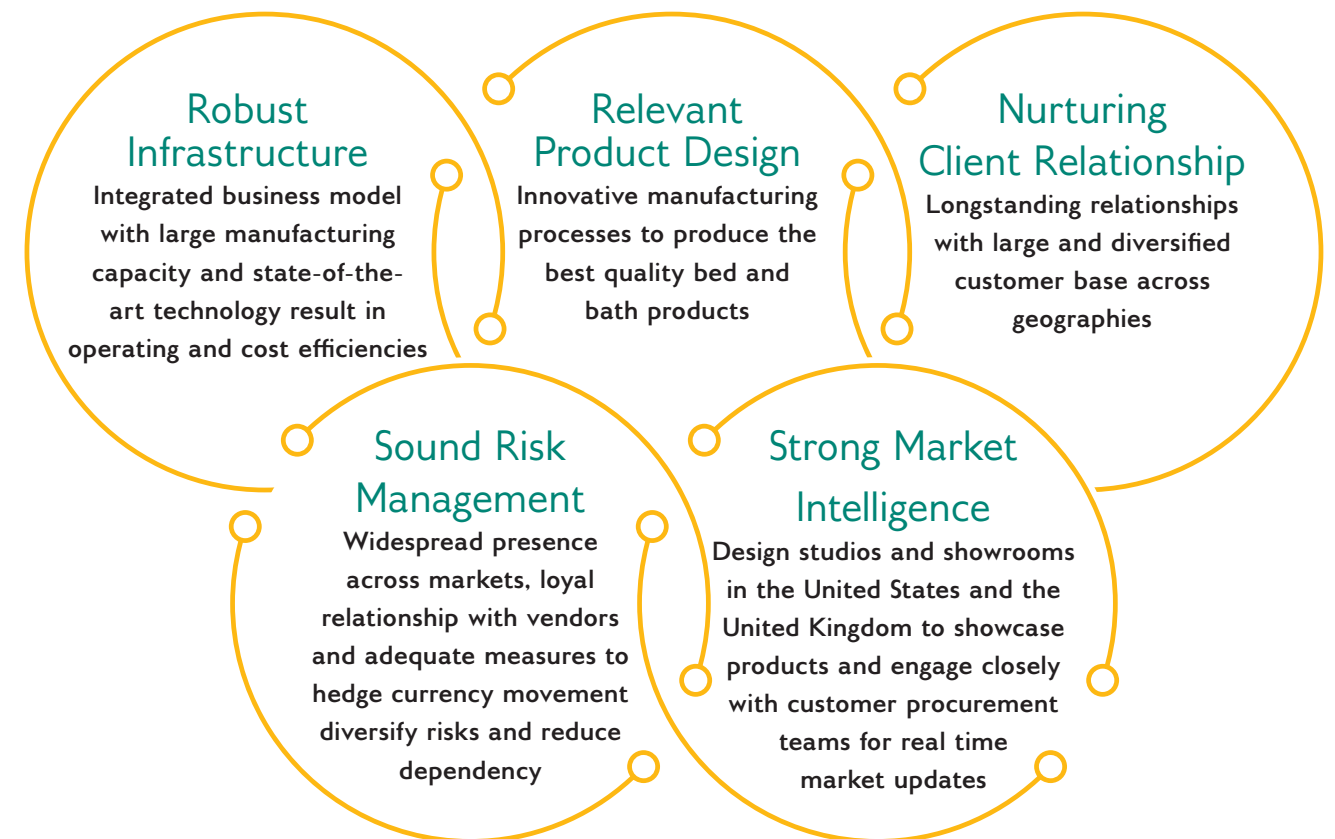 Robust
Infrastructure
Integrated business model
with large manufacturing
capacity and state-of-the-
art technology result in
operating and cost efficiencies
Relevant
Product Design
Innovative manufacturing
processes to produce the
best quality bed and
bath products
Nurturing
Client Relationship
Longstanding relationships
with large and diversified
customer base across
geographies
Sound Risk
Management
Widespread presence
across markets, loyal
relationship with vendors
and adequate measures to
hedge currency movement
diversify risks and reduce
dependency
Strong Market
Intelligence
Design studios and showrooms
in the United States and the
United Kingdom to showcase
products and engage closely
with customer procurement
teams for real time
market updates